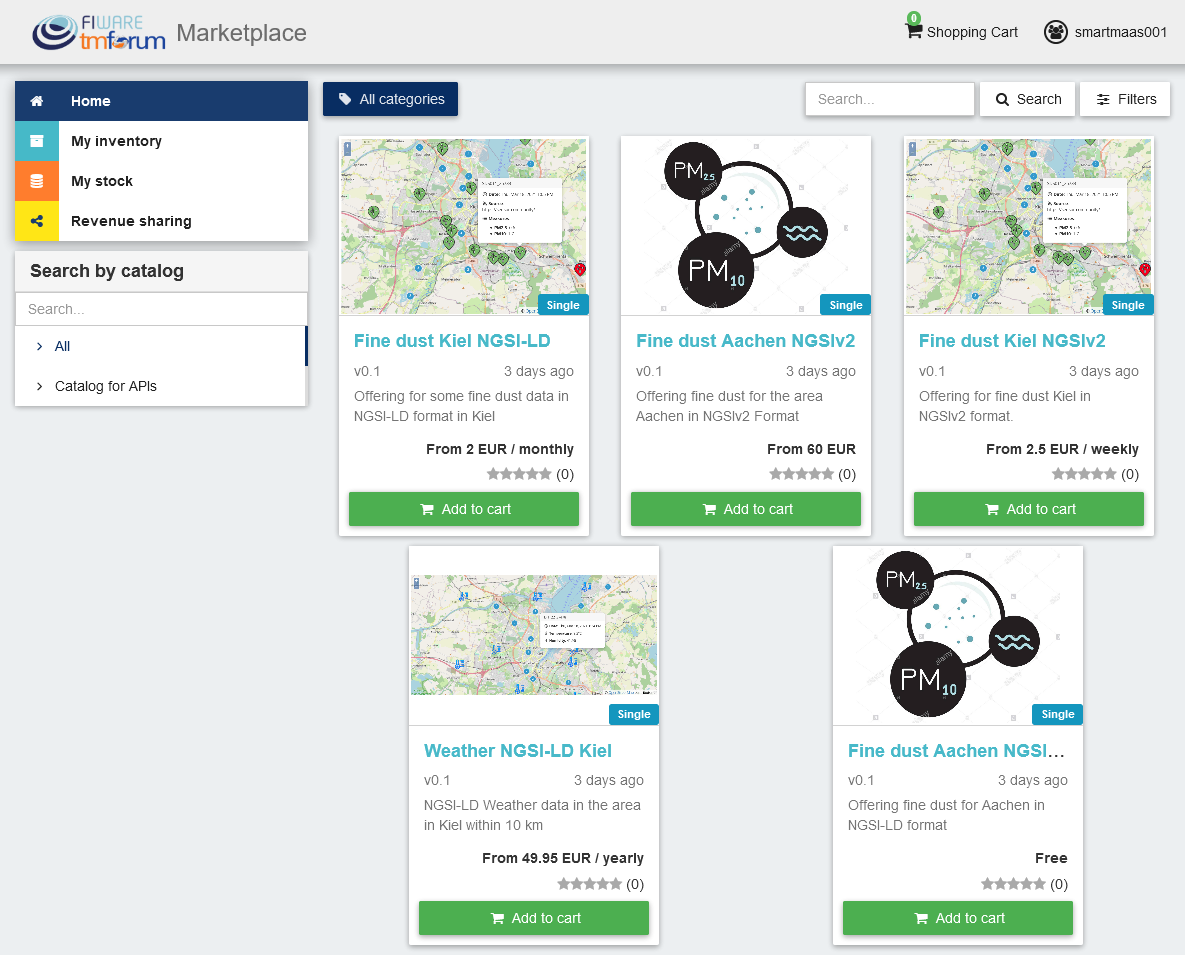 FIWARE
tmforum
Marketplace
0
Shopping Cart
smartmaas001
Home
My inventory
My stock
Revenue sharing
Search by catalog
Search...
All
Catalog for APIs
All categories
Search...
Search
Filters
Single
Fine dust Kiel NGSI-LD
v0.1 3 days ago
Offering for some fine dust data in
NGSI-LD format in Kiel
From 2 EUR / monthly
(0)
Add to cart
PM2.5
PM10
alamy
Single
Fine dust Aachen NGSIv2
v0.1 3 days ago
Offering fine dust for the area
Aachen in NGSIv2 Format
From 60 EUR
(0)
Add to cart
Single
Fine dust Kiel NGSIv2
v0.1 3 days ago
Offering for fine dust Kiel in
NGSIv2 format.
From 2.5 EUR / weekly
(0)
Add to cart
Single
Weather NGSI-LD Kiel
v0.1 3 days ago
NGSI-LD Weather data in the area
in Kiel within 10 km
From 49.95 EUR / yearly
(0)
Add to cart
PM2.5
PM10
alamy
Single
Fine dust Aachen NGSI...
v0.1 3 days ago
Offering fine dust for Aachen in
NGSI-LD format
Free
(0)
Add to cart